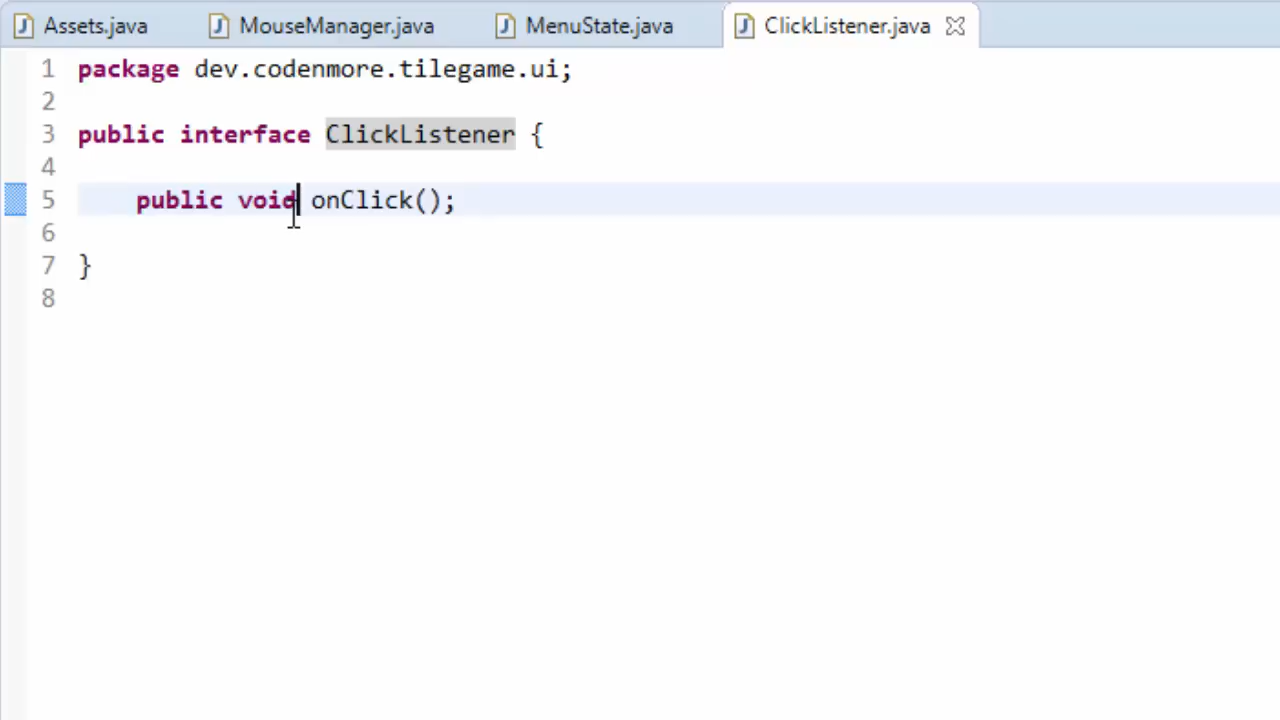 Assets.java MouseManager.java MenuState.java ClickListener.java
1 package dev.codenmore.tilegame.ui;
2
3 public interface ClickListener {
4
5 public void onClick();
6
7 }
8